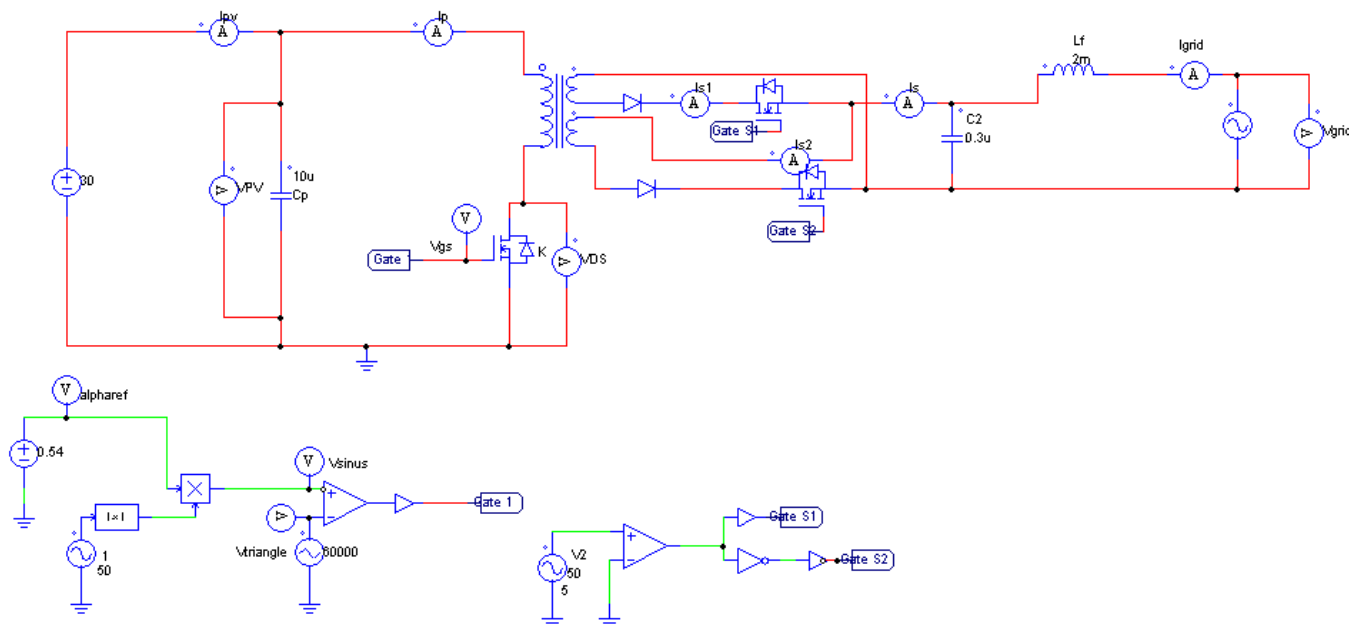 Ipv
Ip
A
A
Is1
A
Gate S1
Is2
A
Is
A
C2
0.3u
Lf
2m
Igrid
A
Vgrid
30
VPV
10u
Cp
V
Vgs
Gate
K
VDS
Gate S2
V
alpharef
0.54
1
50
V
Vsinus
Gate 1
Vtriangle
V2
50
5
Gate S1
Gate S2